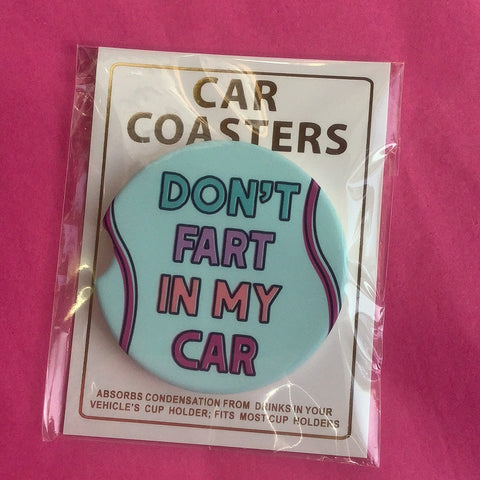 CAR
COASTERS
DON'T
FART
IN MY
CAR
ABSORBS CONDENSATION FROM DRINKS IN YOUR
VEHICLE'S CUP HOLDER; FITS MOST CUP HOLDERS